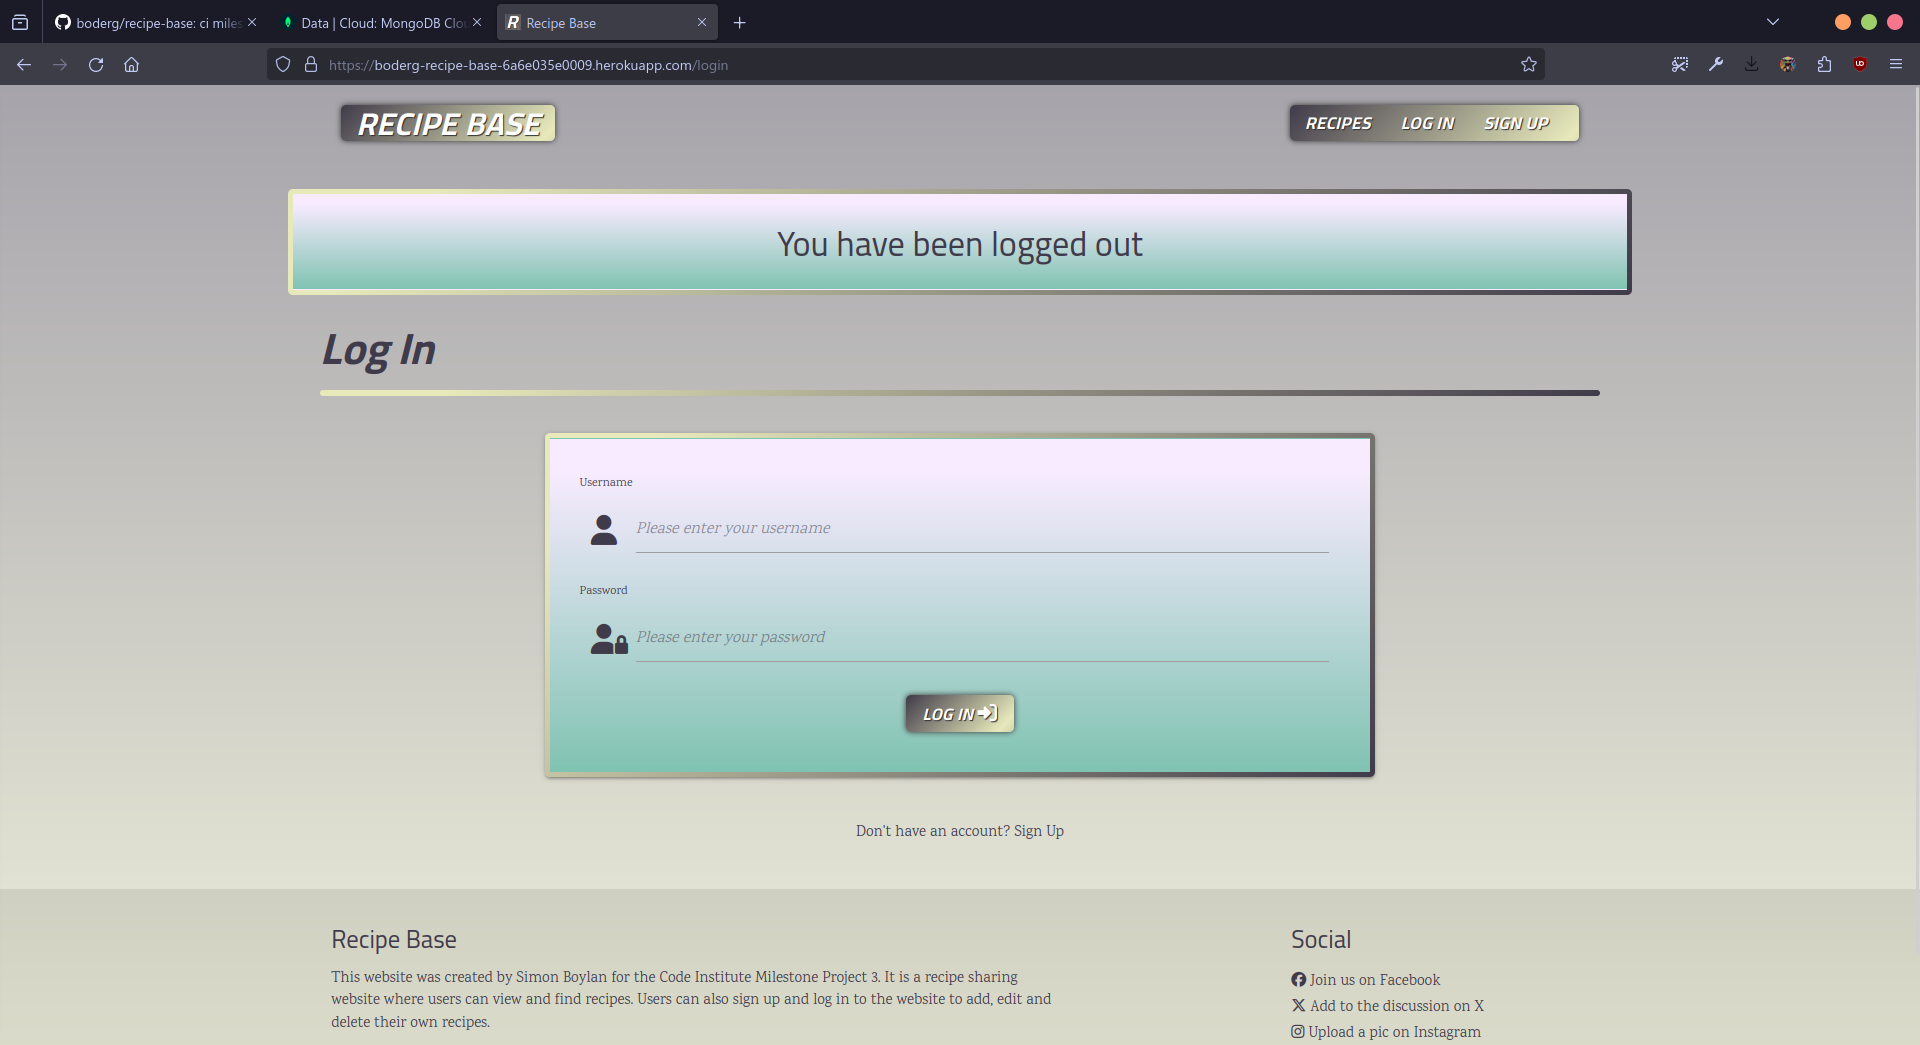 boderg/recipe-base: ci miles
Data | Cloud: MongoDB Clo
Recipe Base
https://boderg-recipe-base-6a6e035e0009.herokuapp.com/login
RECIPE BASE
RECIPES LOG IN SIGN UP
You have been logged out
Log In
Username
Please enter your username
Password
Please enter your password
LOG IN
Don't have an account? Sign Up
Recipe Base
This website was created by Simon Boylan for the Code Institute Milestone Project 3. It is a recipe sharing
website where users can view and find recipes. Users can also sign up and log in to the website to add, edit and
delete their own recipes.
Social
Join us on Facebook
Add to the discussion on X
Upload a pic on Instagram